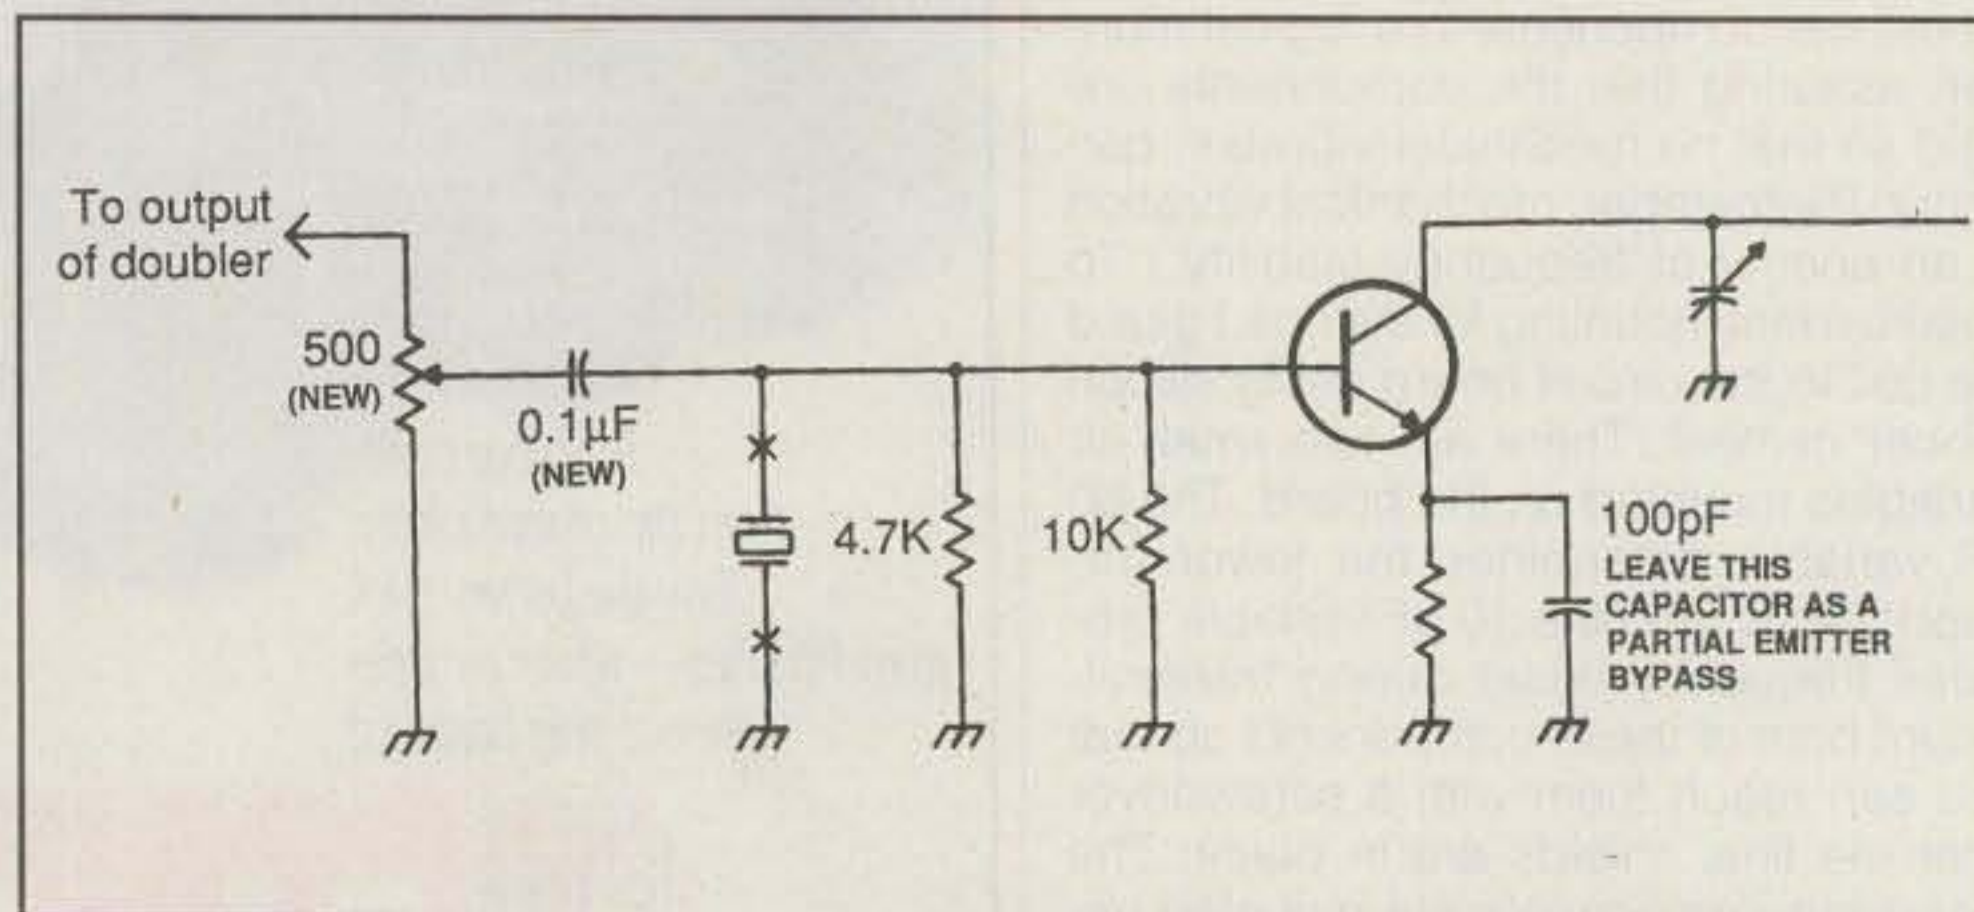 To output
of doubler
500
(NEW)
0.1µF
(NEW)
4.7K
10K
100pF
LEAVE THIS
CAPACITOR AS A
PARTIAL EMITTER
BYPASS